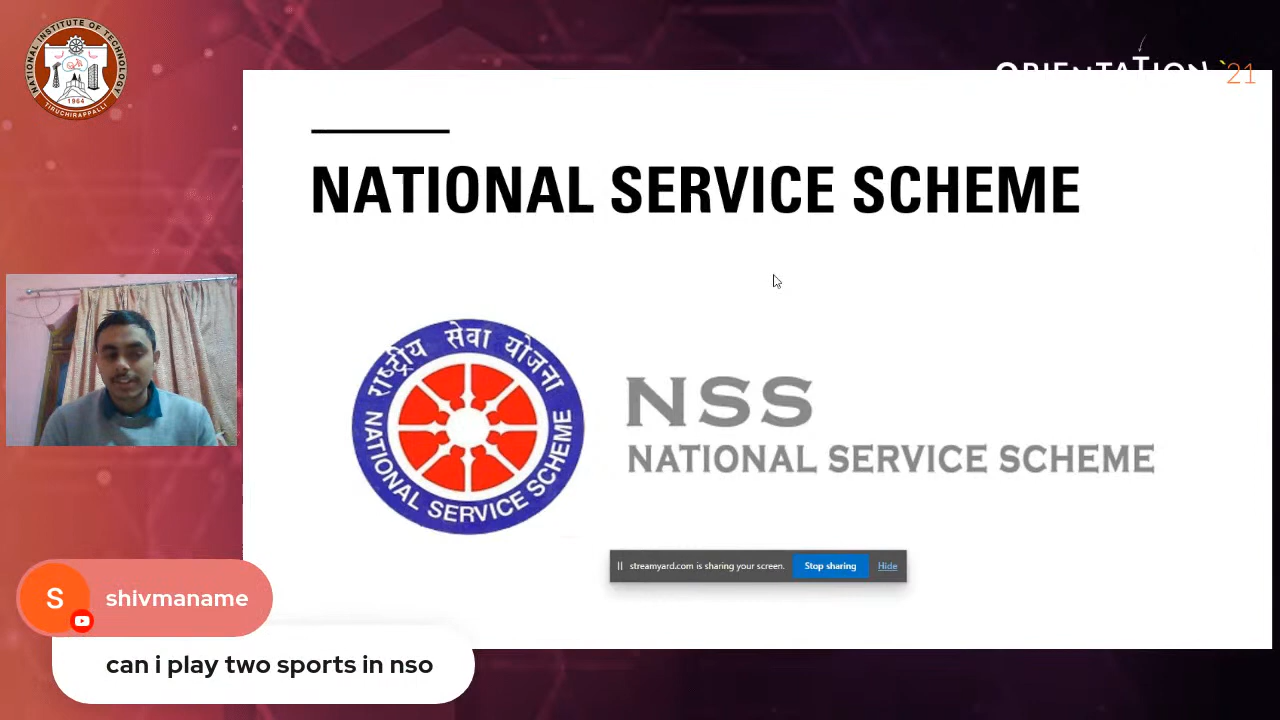 NATIONAL INSTITUTE OF TECHNOLOGY
1964
TIRUCHIRAPPALLI
ORIENTATION `21
NATIONAL SERVICE SCHEME
राष्ट्रीय सेवा योजना
NATIONAL SERVICE SCHEME
NSS
NATIONAL SERVICE SCHEME
streamyard.com is sharing your screen. Stop sharing Hide
S shivmaname
can i play two sports in nso